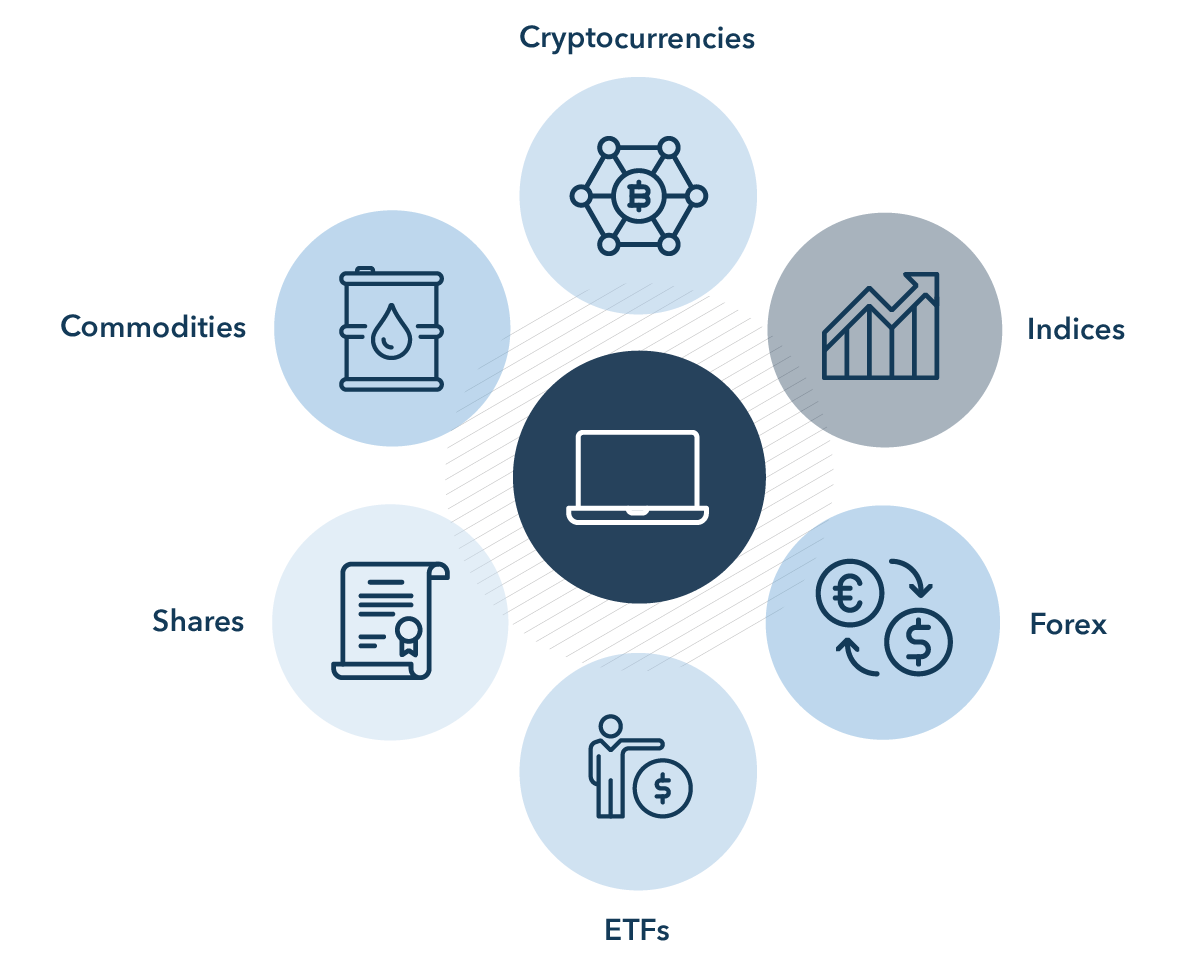 Cryptocurrencies
Commodities
Indices
Shares
Forex
ETFs